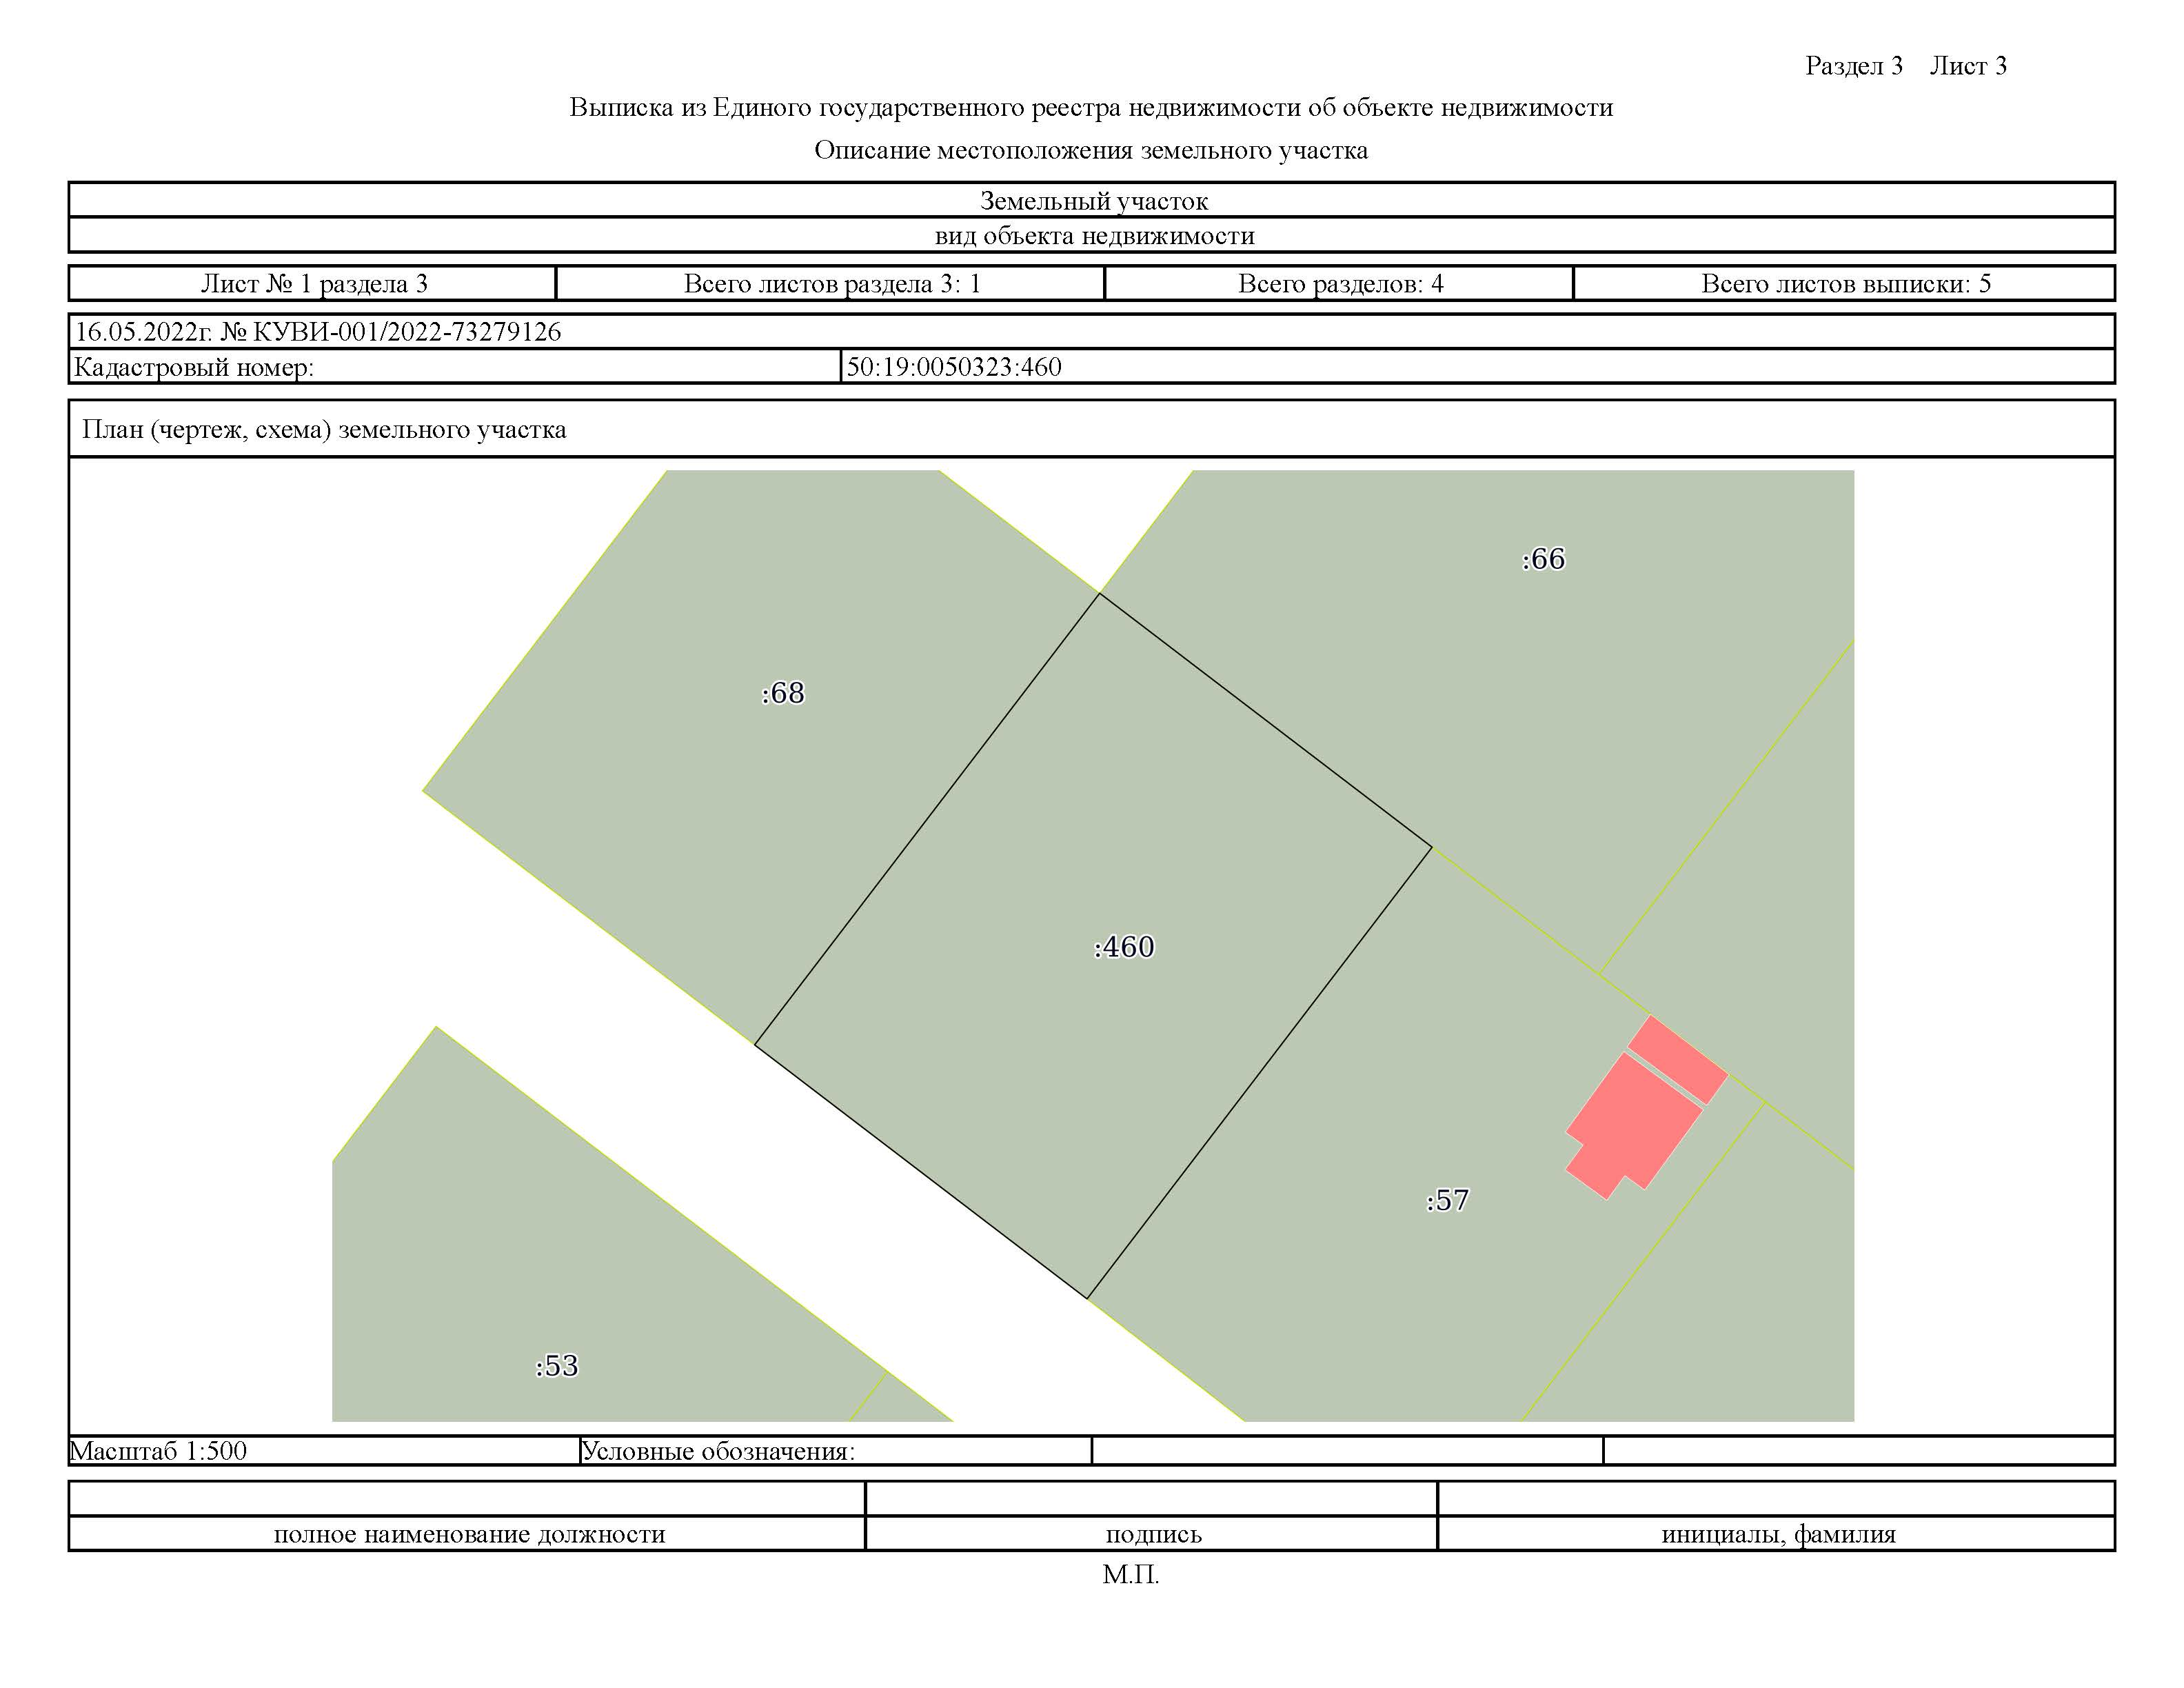 Раздел 3 Лист 3
Выписка из Единого государственного реестра недвижимости об объекте недвижимости
Описание местоположения земельного участка
Земельный участок
вид объекта недвижимости
Лист № 1 раздела 3 Всего листов раздела 3: 1 Всего разделов: 4 Всего листов выписки: 5
16.05.2022г. № КУВИ-001/2022-73279126
Кадастровый номер: 50:19:0050323:460
План (чертеж, схема) земельного участка
:66
:68
:460
:57
:53
Масштаб 1:500 Условные обозначения:
полное наименование должности подпись инициалы, фамилия
М.П.